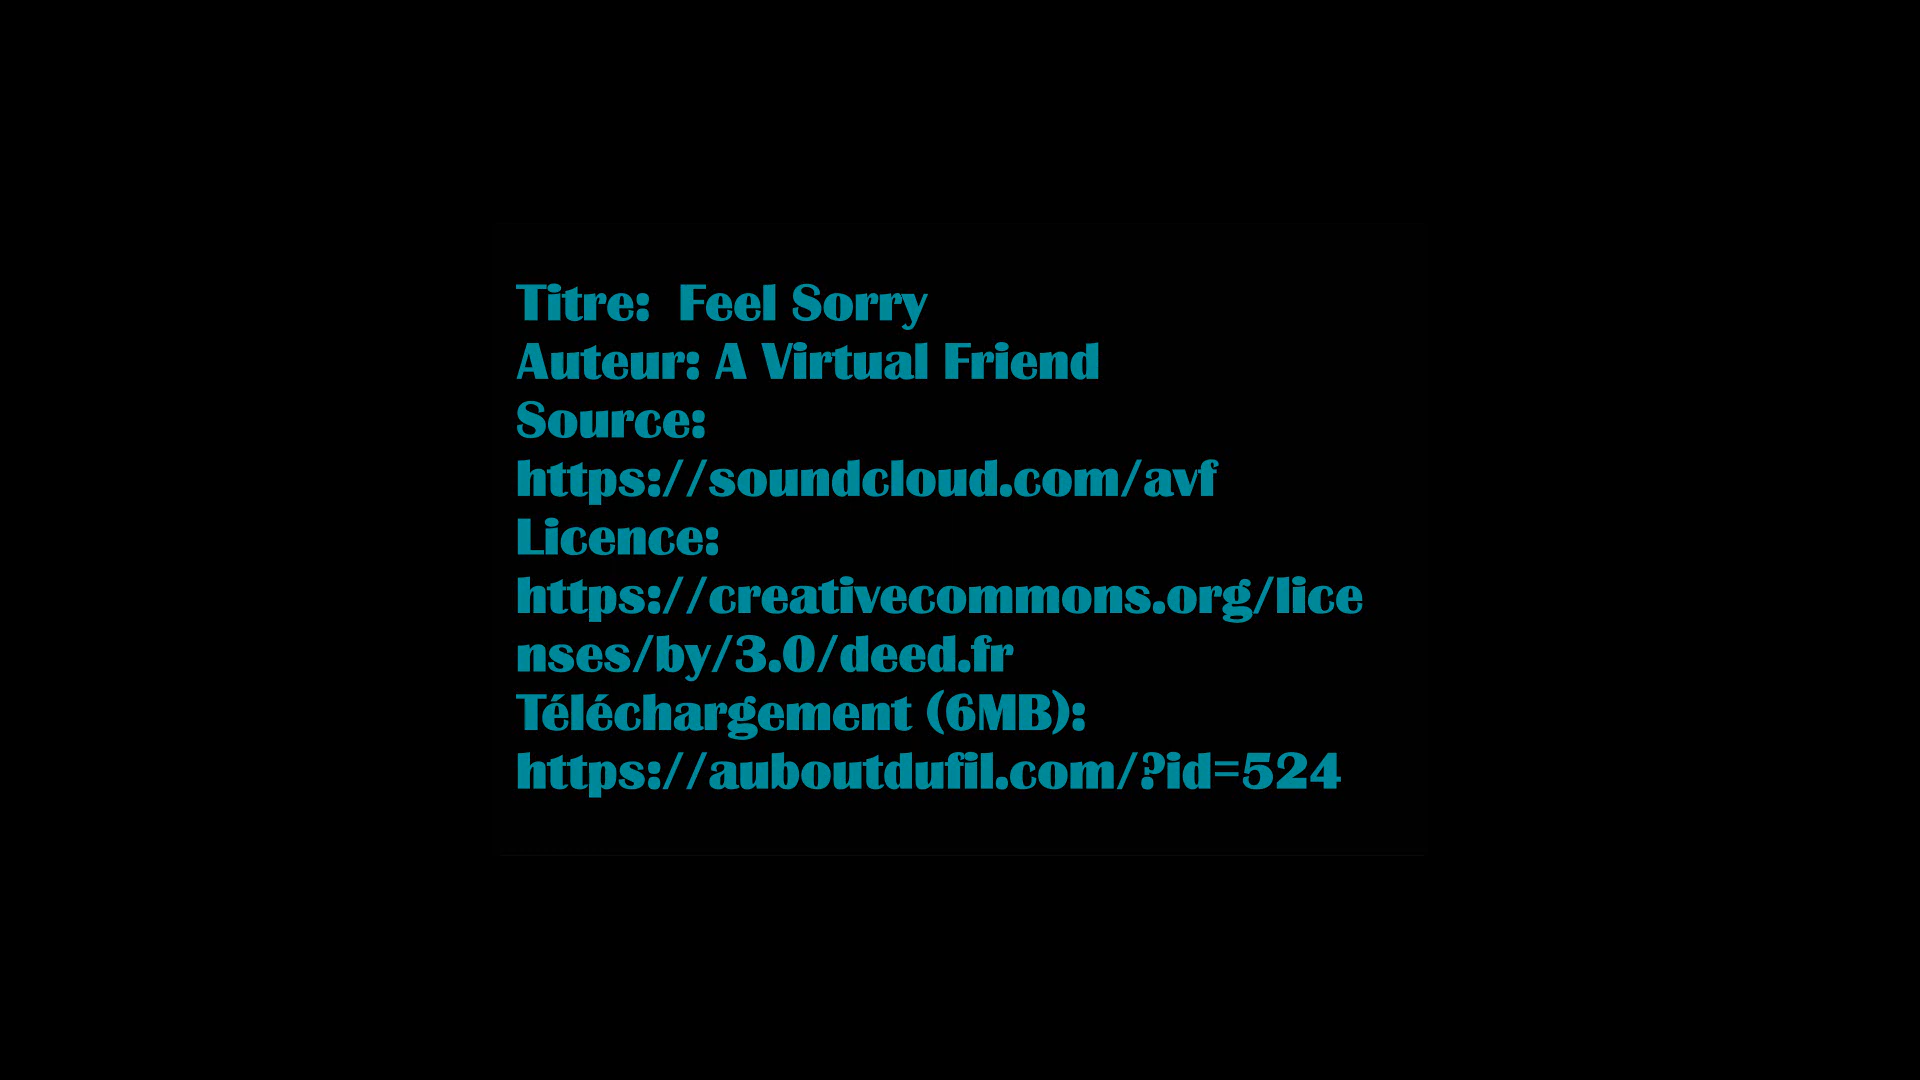 Titre:  Feel Sorry
Auteur: A Virtual Friend
Source:
https://soundcloud.com/avf
Licence:
https://creativecommons.org/lice
nses/by/3.0/deed.fr
Téléchargement (6MB):
https://auboutdufil.com/?id=524